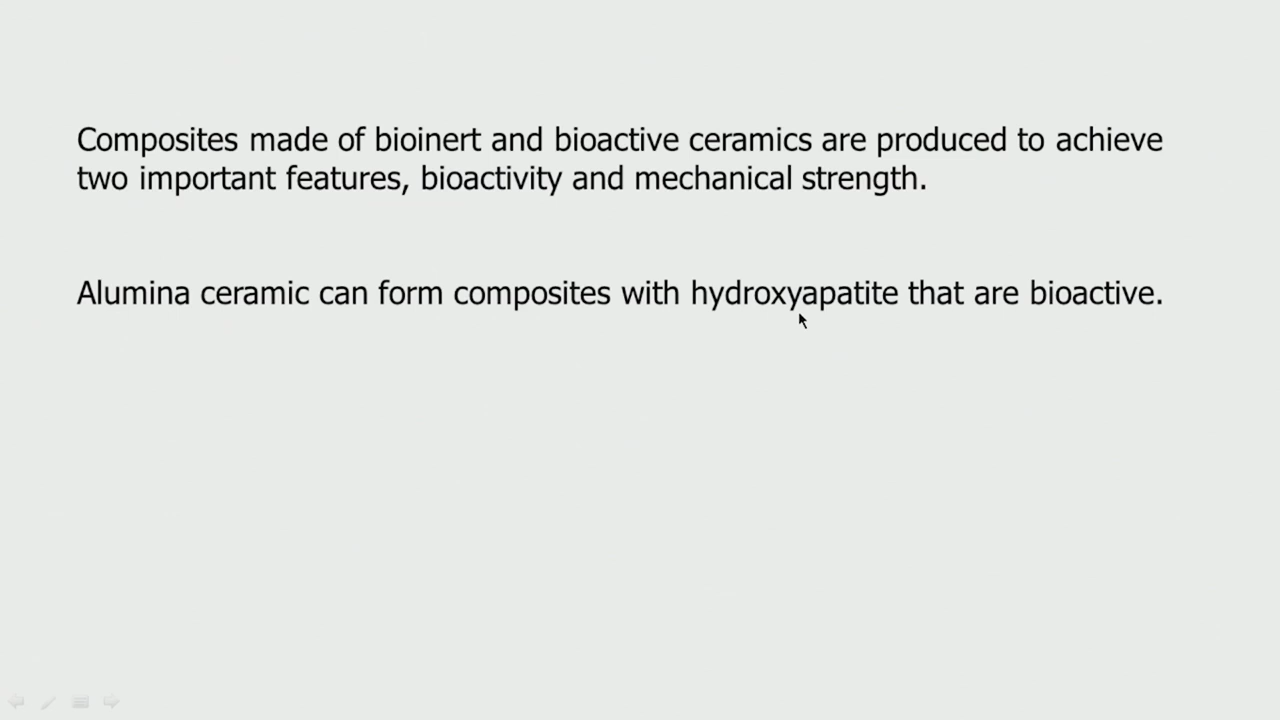 Composites made of bioinert and bioactive ceramics are produced to achieve
two important features, bioactivity and mechanical strength.
Alumina ceramic can form composites with hydroxyapatite that are bioactive.